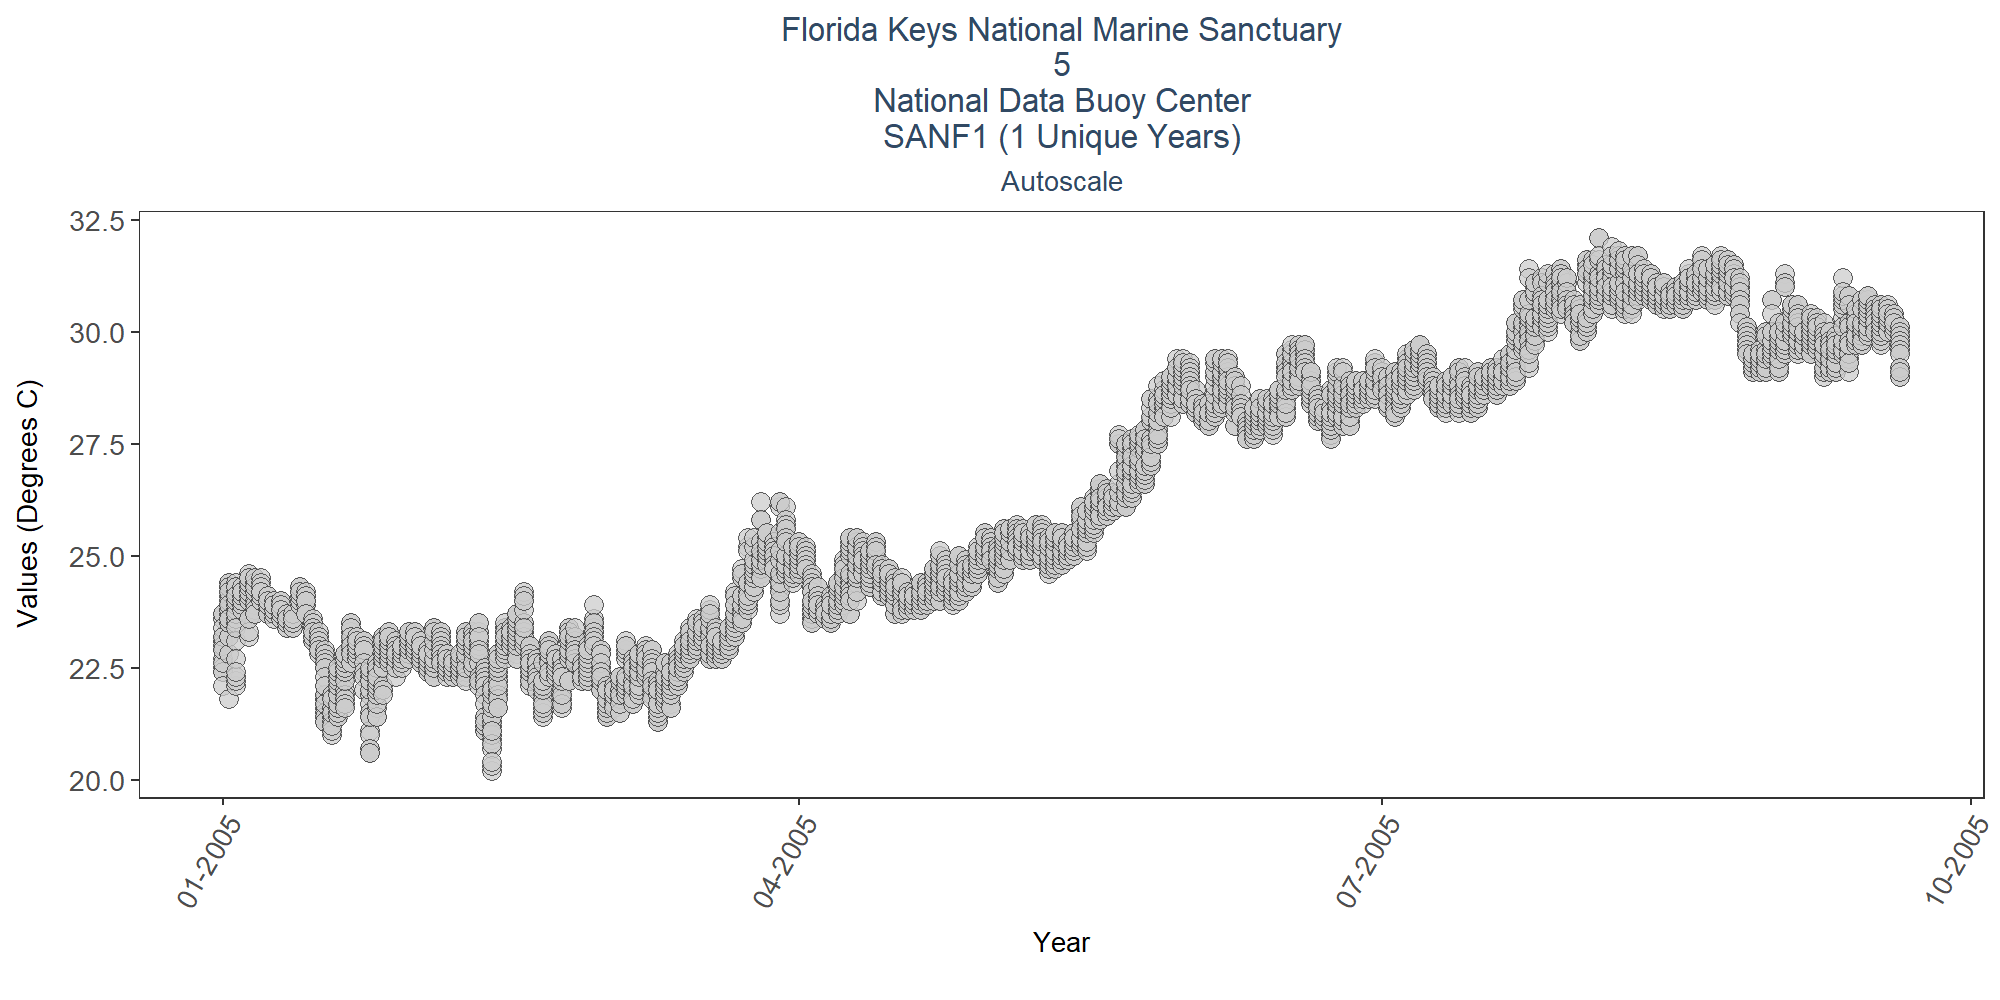 Florida Keys National Marine Sanctuary
5
National Data Buoy Center
SANF1 (1 Unique Years)
Autoscale
32.5
30.0
27.5
25.0
22.5
20.0
Values (Degrees C)
01-2005
04-2005
07-2005
10-2005
Year